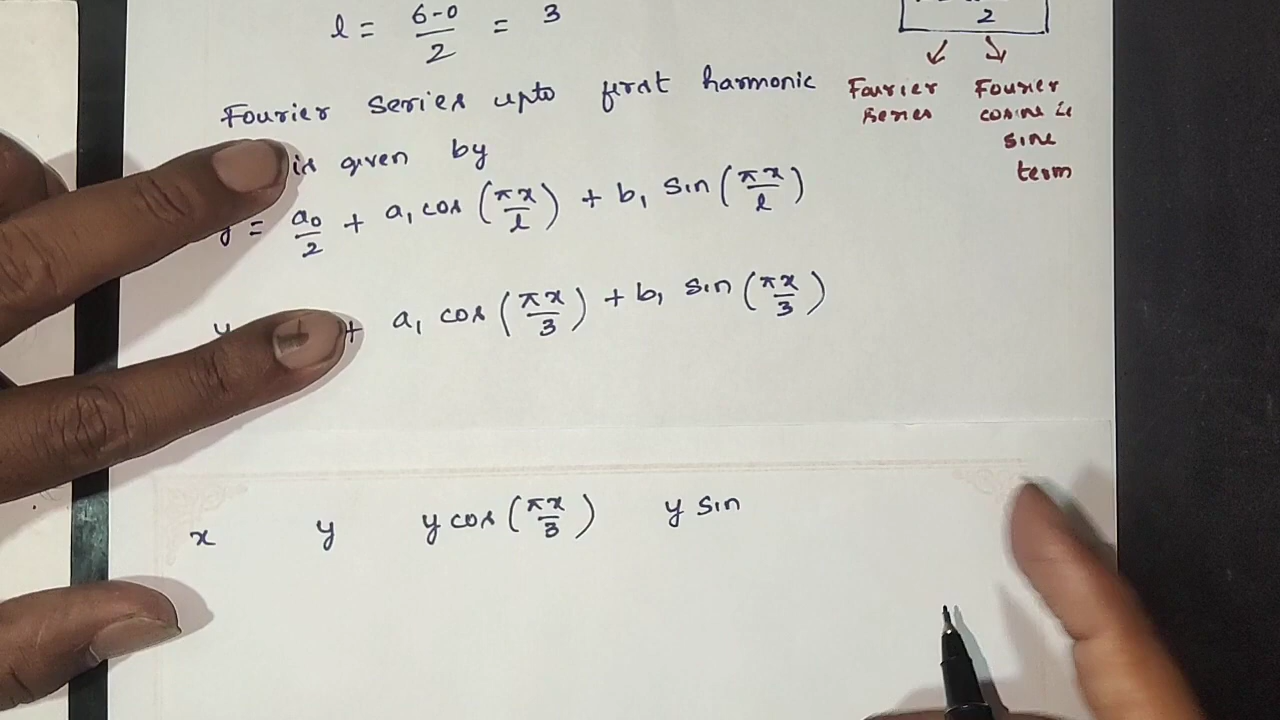 l = 6-0/2 = 3
2
Fourier series upto first harmonic
is given by
Fourier series
Fourier cosine &
sine
term
y = a₀/2 + a₁ cos (πx/l) + b₁ sin (πx/l)
y + a₁ cos (πx/3) + b₁ sin (πx/3)
x y y cos (πx/3) y sin